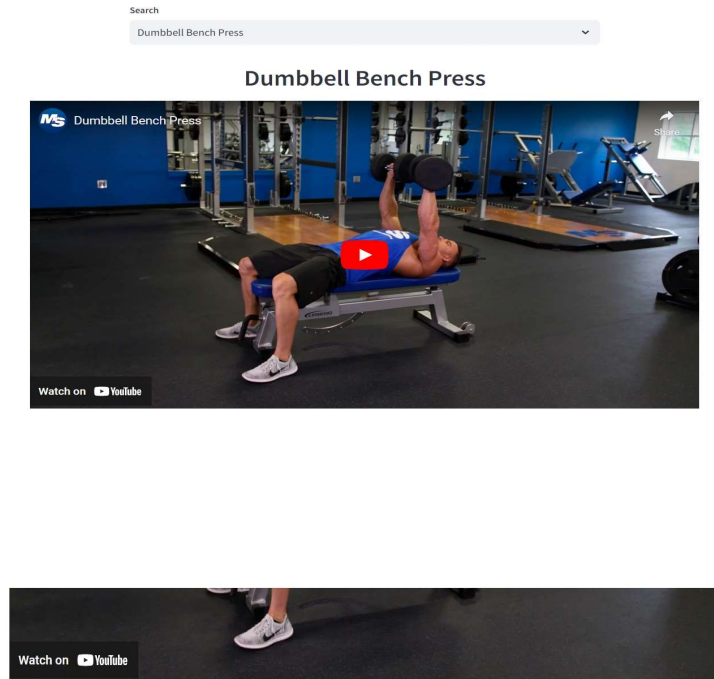 Search
Dumbbell Bench Press
Dumbbell Bench Press
MS Dumbbell Bench Press
Share
Watch on YouTube
Watch on YouTube